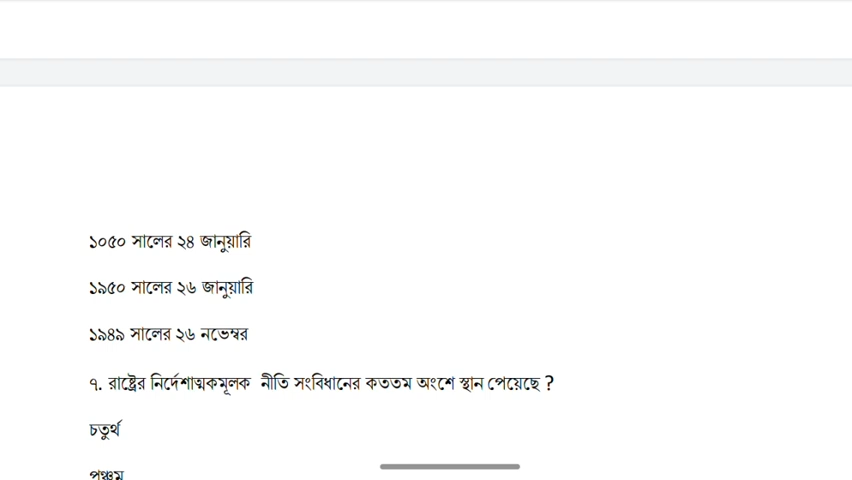 ১০৫০ সালের ২৪ জানুয়ারি
১৯৫০ সালের ২৬ জানুয়ারি
১৯৪৯ সালের ২৬ নভেম্বর
৭. রাষ্ট্রের নির্দেশাত্মকমূলক নীতি সংবিধানের কততম অংশে স্থান পেয়েছে ?
চতুর্থ
পঞ্চম